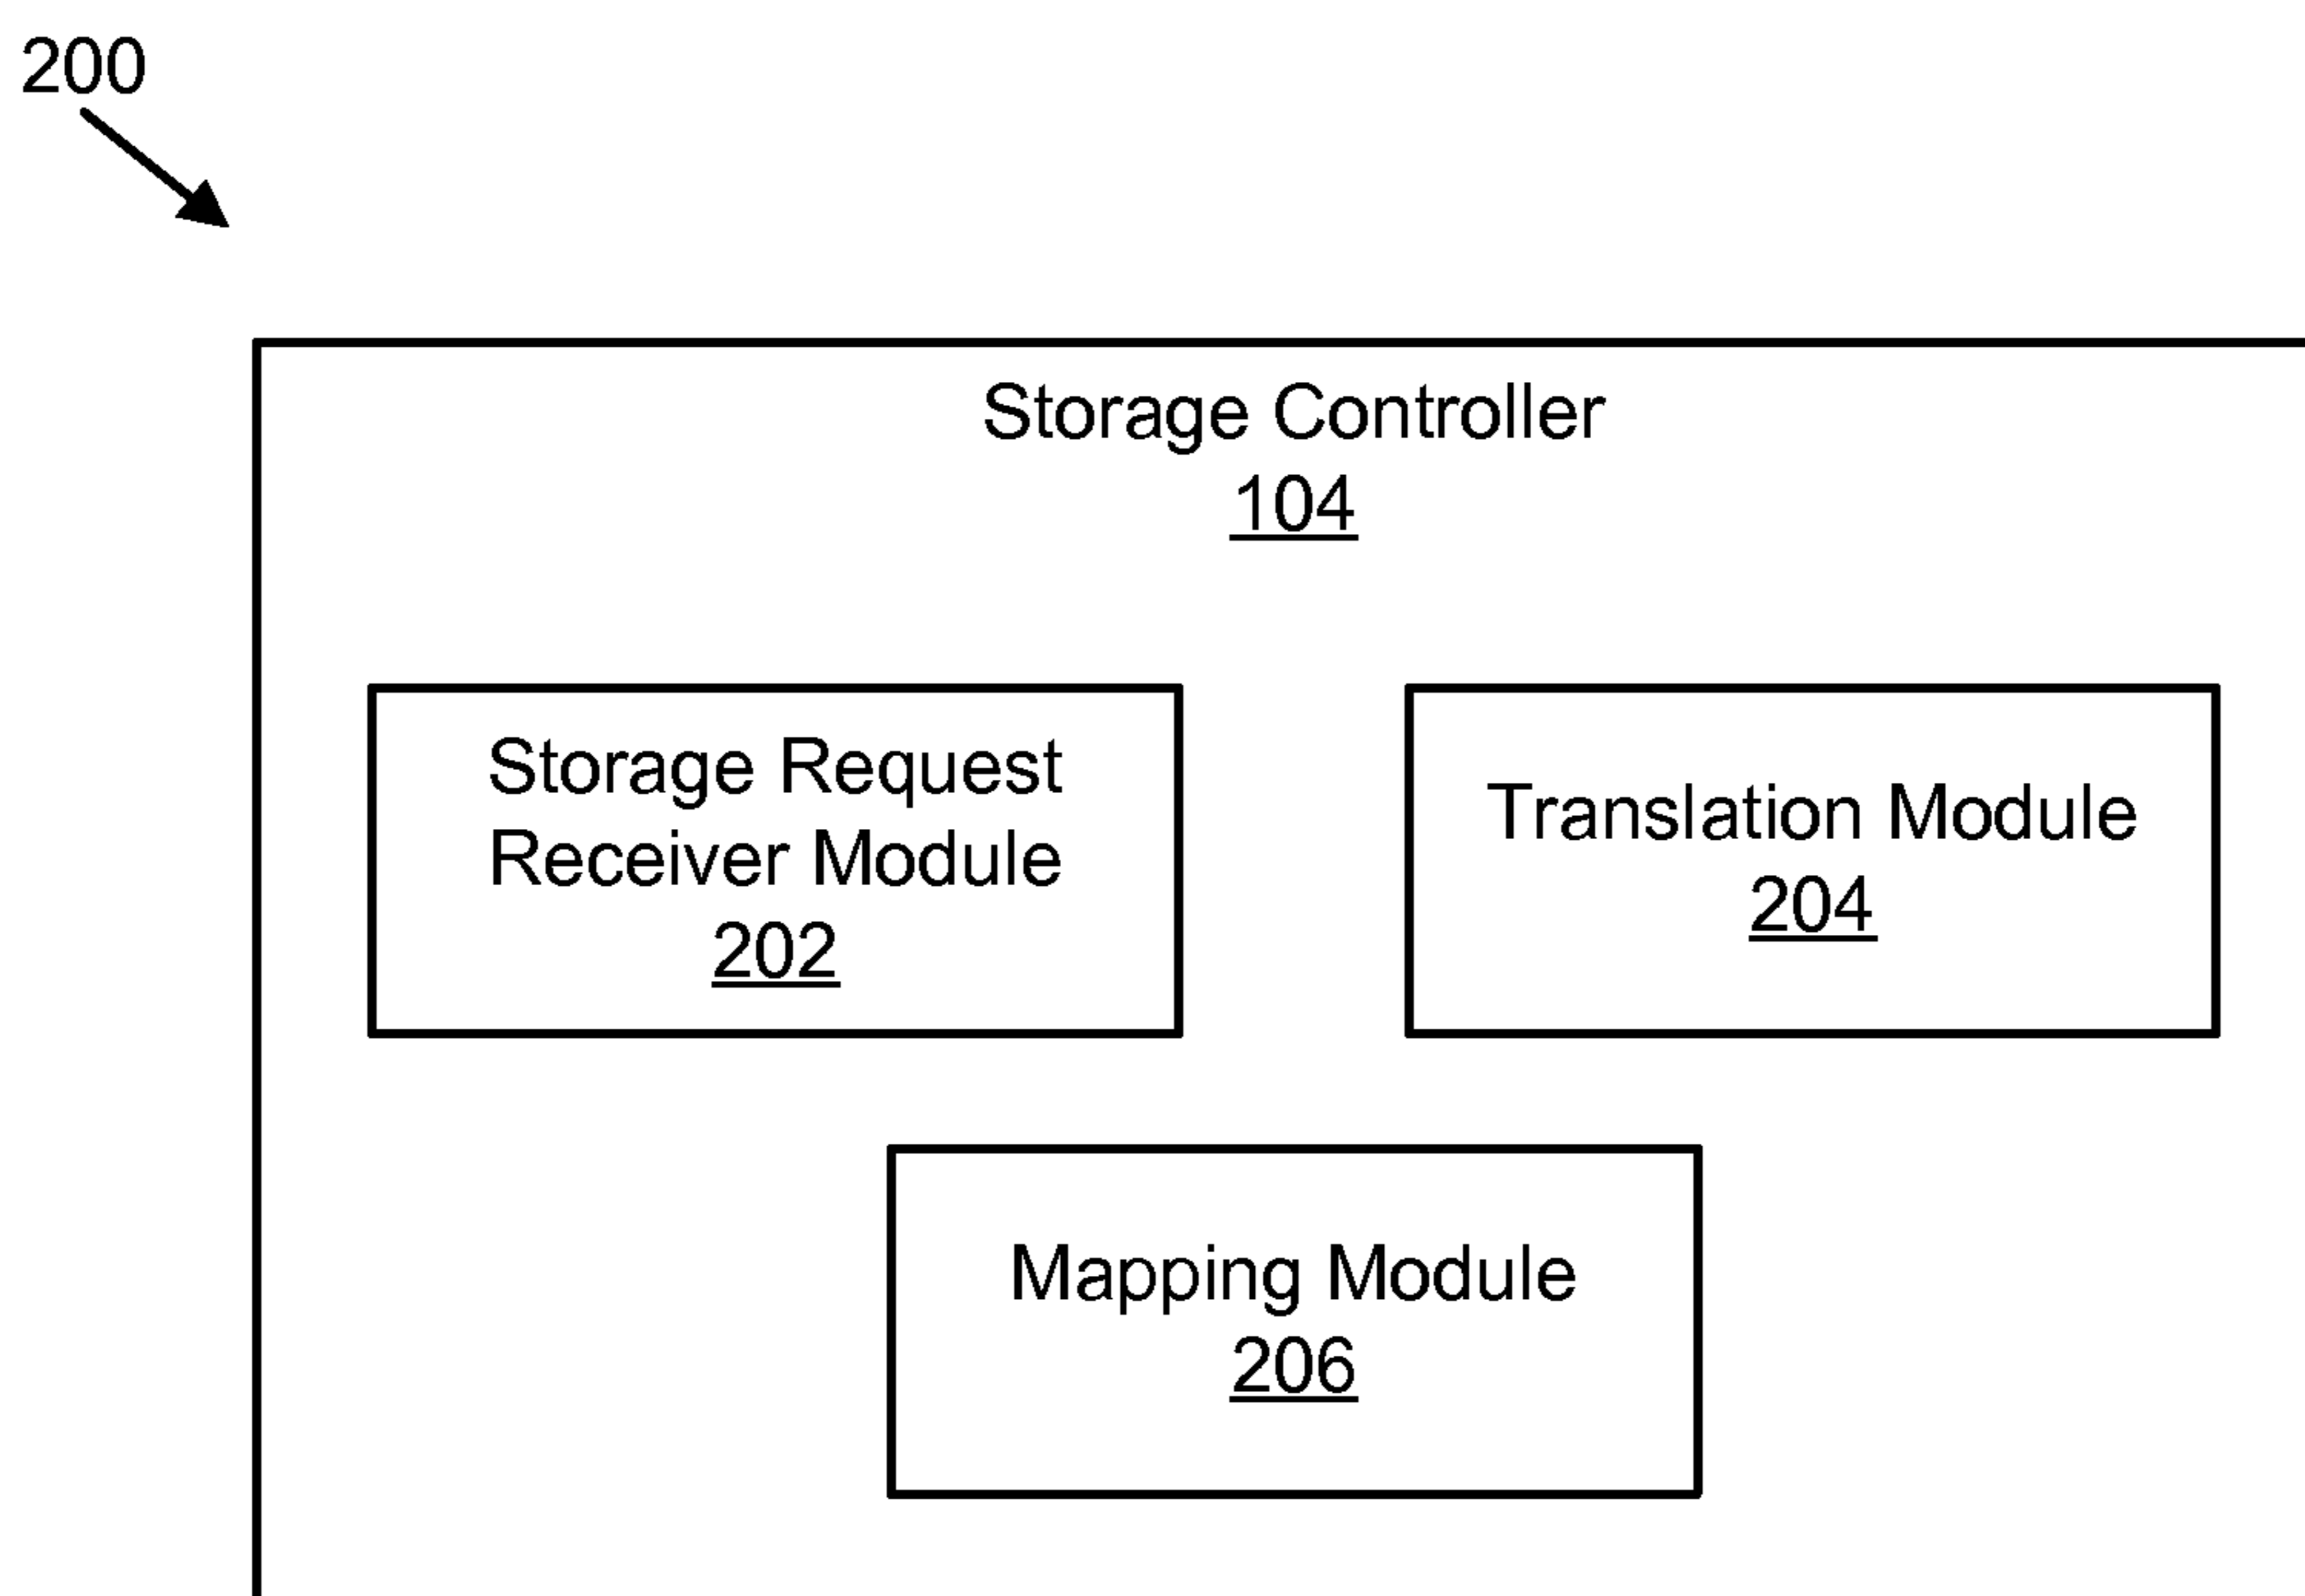 200
Storage Controller
104
Storage Request
Receiver Module
202
Translation Module
204
Mapping Module
206